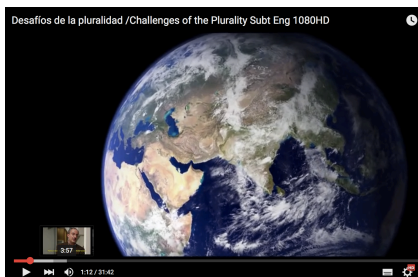 Desafíos de la pluralidad /Challenges of the Plurality Subt Eng 1080HD
3:57
1:12 / 31:42